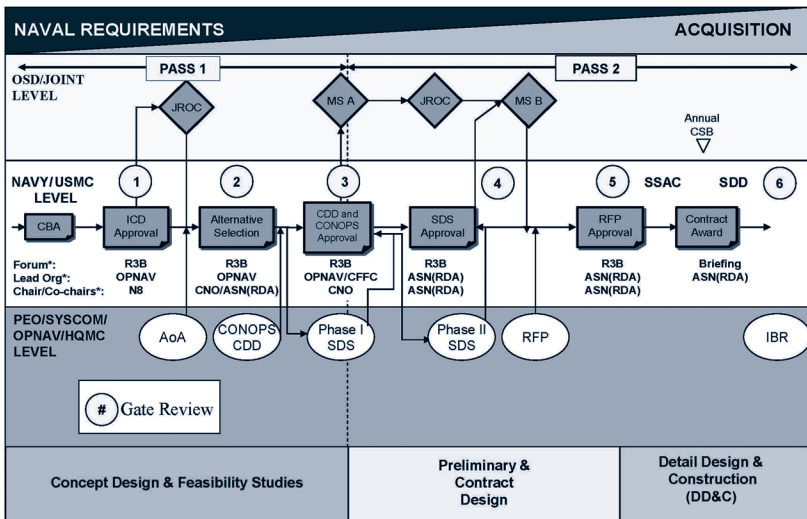 NAVAL REQUIREMENTS
ACQUISITION
OSD/JOINT
LEVEL
PASS 1
PASS 2
JROC
MS A
JROC
MS B
Annual
CSB
NAVY/USMC
LEVEL
1
2
3
4
5
SSAC
SDD
6
CBA
ICD
Approval
Alternative
Selection
CDD and
CONOPS
Approval
SDS
Approval
RFP
Approval
Contract
Award
Forum*:
Lead Org*:
Chair/Co-chairs*:
R3B
OPNAV
N8
R3B
OPNAV
CNO/ASN(RDA)
R3B
OPNAV/CFFC
CNO
R3B
ASN(RDA)
ASN(RDA)
R3B
ASN(RDA)
ASN(RDA)
Briefing
ASN(RDA)
PEO/SYSCOM/
OPNAV/HQMC
LEVEL
AoA
CONOPS
CDD
Phase I
SDS
Phase II
SDS
RFP
IBR
# Gate Review
Concept Design & Feasibility Studies
Preliminary &
Contract
Design
Detail Design &
Construction
(DD&C)